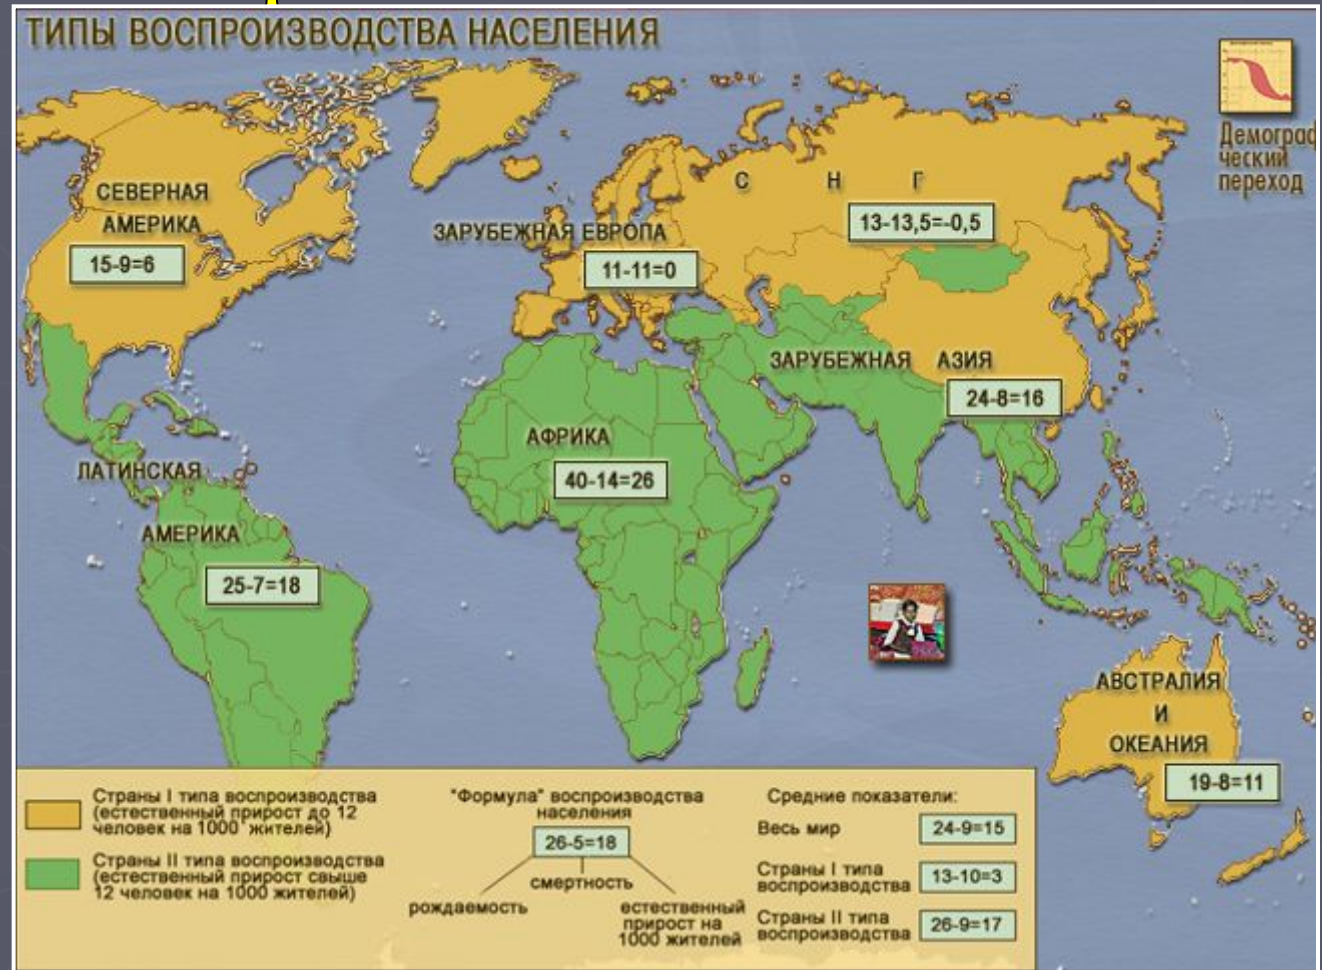 ТИПЫ ВОСПРОИЗВОДСТВА НАСЕЛЕНИЯ
Демограф
ческий
переход
СЕВЕРНАЯ
АМЕРИКА
15-9=6
ЗАРУБЕЖНАЯ ЕВРОПА
11-11=0
С Н Г
13-13,5=-0,5
ЗАРУБЕЖНАЯ АЗИЯ
24-8=16
АФРИКА
40-14=26
ЛАТИНСКАЯ
АМЕРИКА
25-7=18
АВСТРАЛИЯ
И
ОКЕАНИЯ
19-8=11
Страны I типа воспроизводства
(естественный прирост до 12
человек на 1000 жителей)
Страны II типа воспроизводства
(естественный прирост свыше
12 человек на 1000 жителей)
"Формула" воспроизводства
населения
26-5=18
смертность
рождаемость
естественный
прирост на
1000 жителей
Средние показатели:
Весь мир
24-9=15
Страны I типа
воспроизводства
13-10=3
Страны II типа
воспроизводства
26-9=17